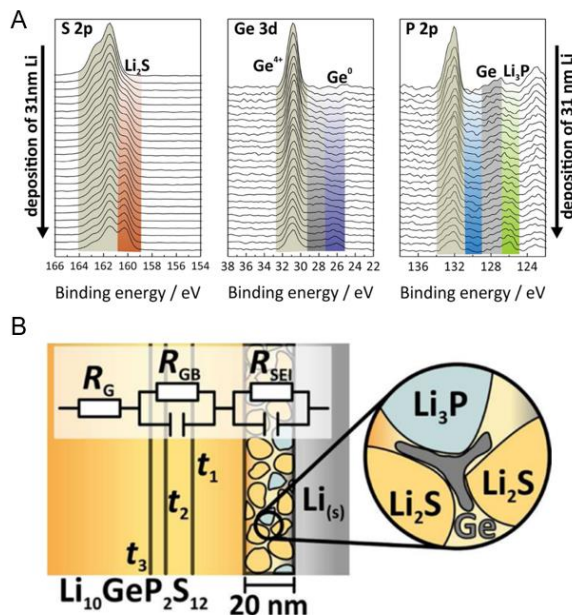 A
S 2p
Li₂S
deposition of 31nm Li
166 164 162 160 158 156 154
Binding energy / eV
Ge 3d
Ge⁴⁺
Ge⁰
38 36 34 32 30 28 26 24 22
Binding energy / eV
P 2p
Ge Li₃P
deposition of 31 nm Li
136 132 128 124
Binding energy / eV
B
R_G
R_GB
R_SEI
t₁
t₂
t₃
Li(s)
Li₃P
Li₂S
Li₂S
Ge
Li₁₀GeP₂S₁₂
20 nm